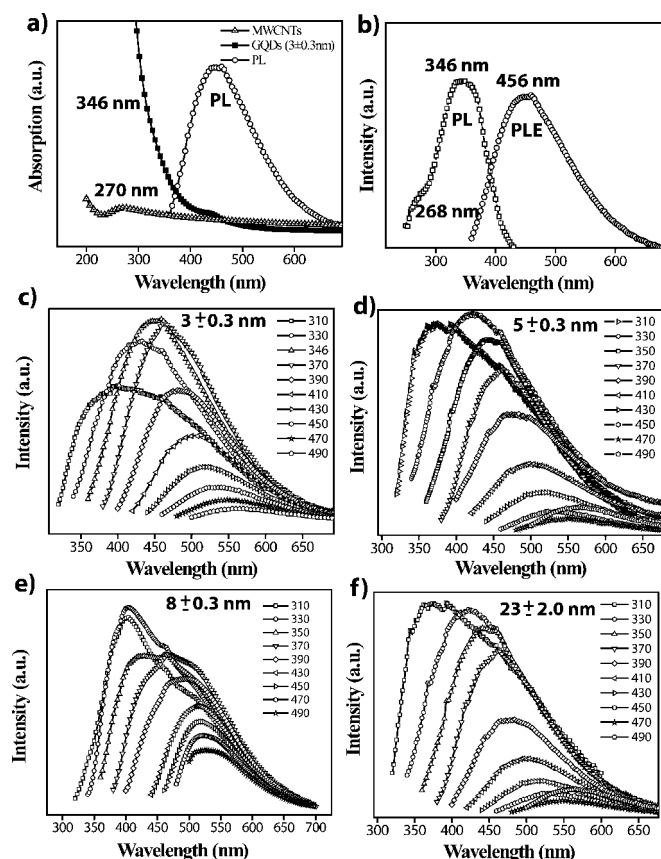 a)
MWCNTs
GQDs (3±0.3nm)
PL
346 nm
PL
270 nm
Absorption (a.u.)
200 300 400 500 600
Wavelength (nm)
b)
346 nm
456 nm
PL
PLE
268 nm
Intensity (a.u.)
300 400 500 600
Wavelength (nm)
c)
3 ± 0.3 nm
310
330
346
370
390
410
430
450
470
490
Intensity (a.u.)
350 400 450 500 550 600 650
Wavelength (nm)
d)
5 ± 0.3 nm
310
330
350
370
390
410
430
450
470
490
Intensity (a.u.)
300 350 400 450 500 550 600 650
Wavelength (nm)
e)
8 ± 0.3 nm
310
330
350
370
390
430
450
470
490
Intensity (a.u.)
300 350 400 450 500 550 600 650 700
Wavelength (nm)
f)
23 ± 2.0 nm
310
330
350
370
390
410
430
450
470
490
Intensity (a.u.)
300 350 400 450 500 550 600 650
Wavelength (nm)